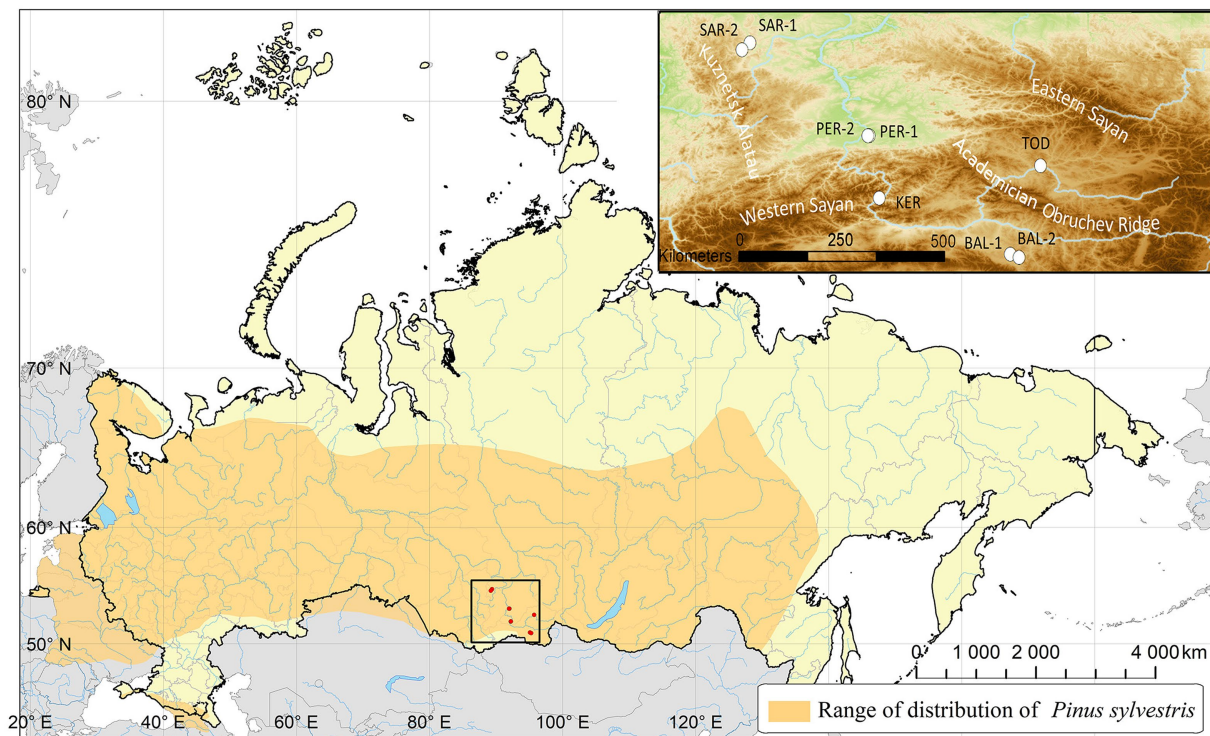 SAR-2
SAR-1
Kuznetsk Alatau
Eastern Sayan
PER-2
PER-1
TOD
Academician Obruchev Ridge
Western Sayan
KER
BAL-1
BAL-2
0
250
500
Kilometers
80° N
70° N
60° N
50° N
0
1 000
2 000
4 000 km
Range of distribution of Pinus sylvestris
20° E
40° E
60° E
80° E
100° E
120° E